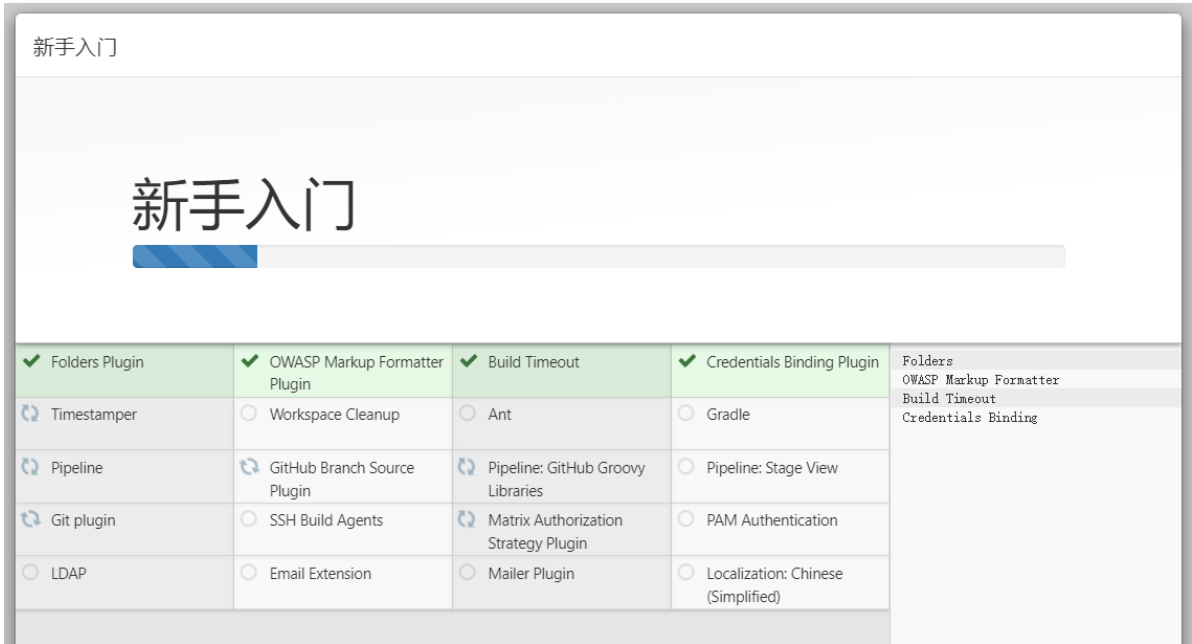 新手入门
新手入门
Folders Plugin
OWASP Markup Formatter
Plugin
Build Timeout
Credentials Binding Plugin
Timestamper
Workspace Cleanup
Ant
Gradle
Pipeline
GitHub Branch Source
Plugin
Pipeline: GitHub Groovy
Libraries
Pipeline: Stage View
Git plugin
SSH Build Agents
Matrix Authorization
Strategy Plugin
PAM Authentication
LDAP
Email Extension
Mailer Plugin
Localization: Chinese
(Simplified)
Folders
OWASP Markup Formatter
Build Timeout
Credentials Binding